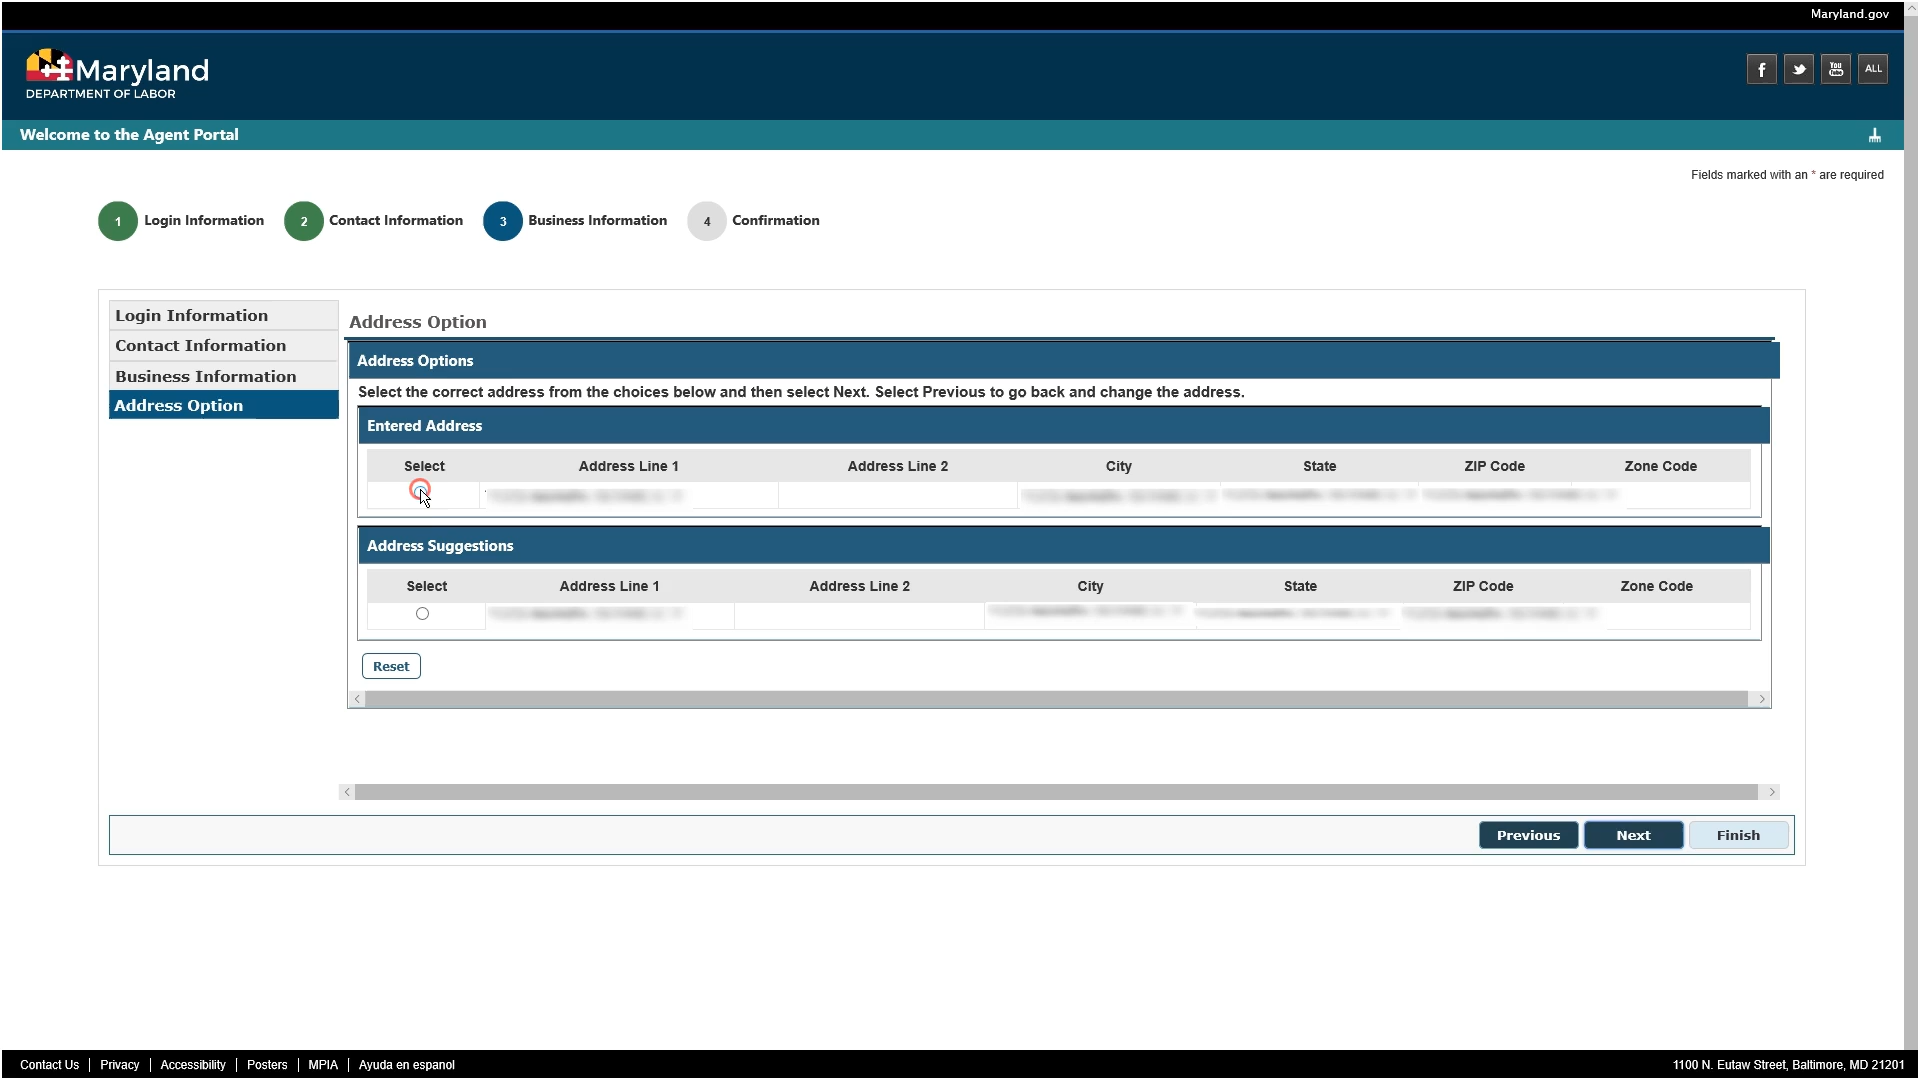 Maryland.gov
Maryland
DEPARTMENT OF LABOR
f You Tube ALL
Welcome to the Agent Portal
Fields marked with an * are required
1 Login Information 2 Contact Information 3 Business Information 4 Confirmation
Login Information
Contact Information
Business Information
Address Option
Address Option
Address Options
Select the correct address from the choices below and then select Next. Select Previous to go back and change the address.
Entered Address
Select Address Line 1 Address Line 2 City State ZIP Code Zone Code
Address Suggestions
Select Address Line 1 Address Line 2 City State ZIP Code Zone Code
Reset
Previous Next Finish
Contact Us | Privacy | Accessibility | Posters | MPIA | Ayuda en espanol
1100 N. Eutaw Street, Baltimore, MD 21201